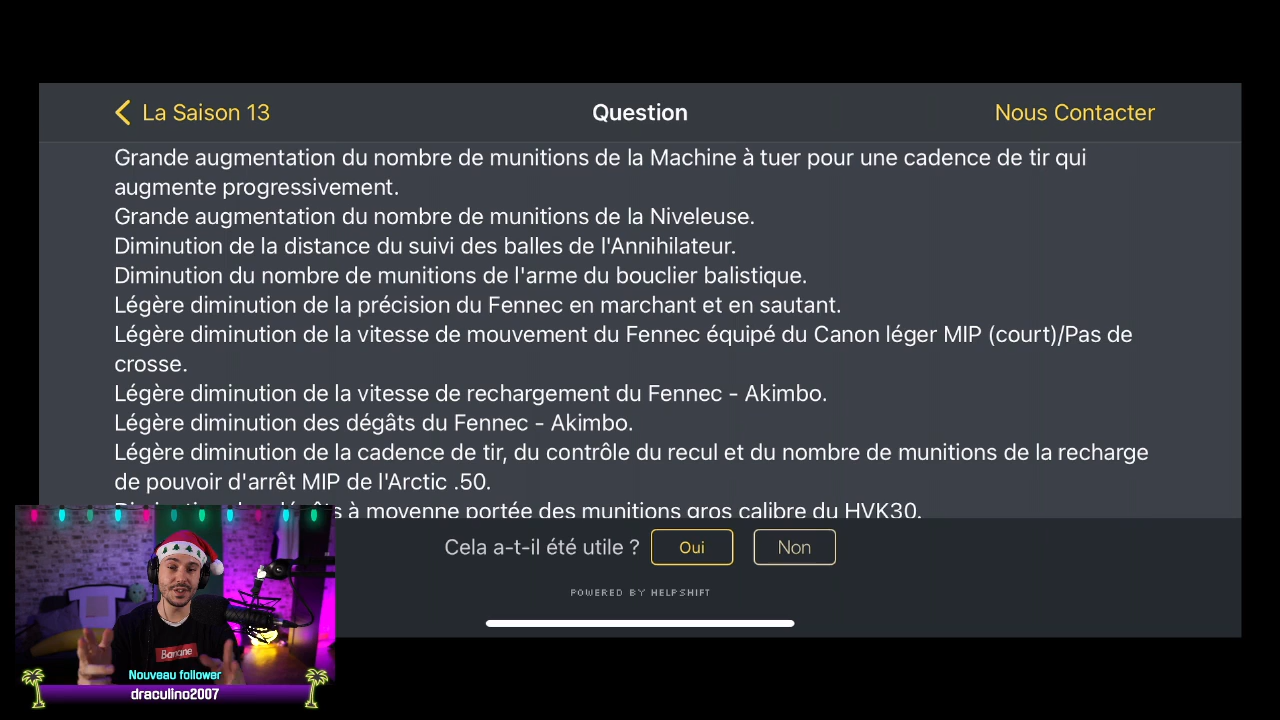 La Saison 13
Question
Nous Contacter
Grande augmentation du nombre de munitions de la Machine à tuer pour une cadence de tir qui
augmente progressivement.
Grande augmentation du nombre de munitions de la Niveleuse.
Diminution de la distance du suivi des balles de l'Annihilateur.
Diminution du nombre de munitions de l'arme du bouclier balistique.
Légère diminution de la précision du Fennec en marchant et en sautant.
Légère diminution de la vitesse de mouvement du Fennec équipé du Canon léger MIP (court)/Pas de
crosse.
Légère diminution de la vitesse de rechargement du Fennec - Akimbo.
Légère diminution des dégâts du Fennec - Akimbo.
Légère diminution de la cadence de tir, du contrôle du recul et du nombre de munitions de la recharge
de pouvoir d'arrêt MIP de l'Arctic .50.
à moyenne portée des munitions gros calibre du HVK30.
Cela a-t-il été utile ?
Oui
Non
POWERED BY HELPSHIFT
Nouveau follower
draculino2007